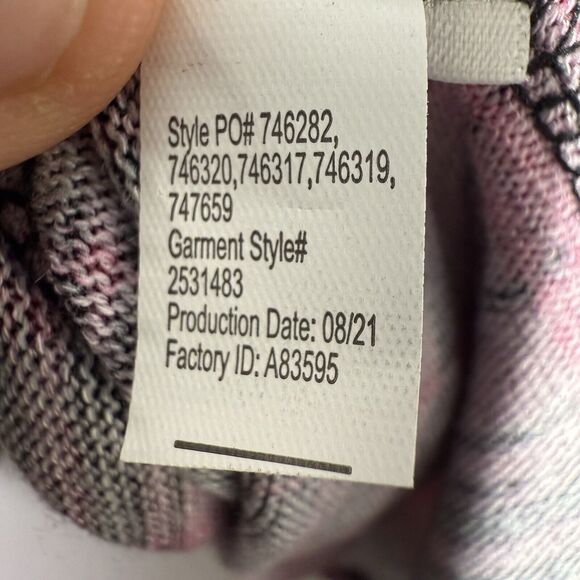 Style PO# 746282,
746320,746317,746319,
747659
Garment Style#
2531483
Production Date: 08/21
Factory ID: A83595